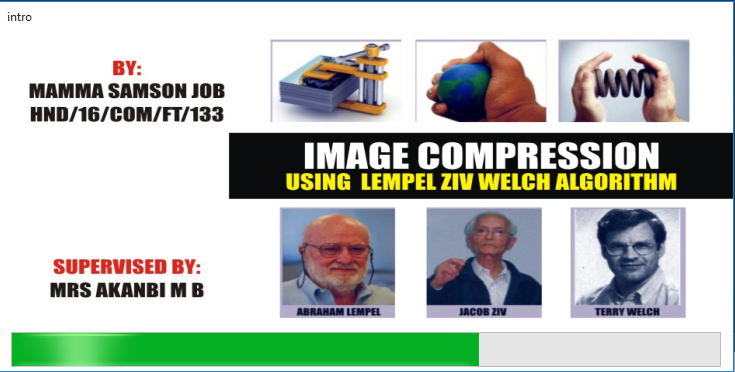 intro
BY:
MAMMA SAMSON JOB
HND/16/COM/FT/133
IMAGE COMPRESSION
USING LEMPEL ZIV WELCH ALGORITHM
SUPERVISED BY:
MRS AKANBI M B
ABRAHAM LEMPEL
JACOB ZIV
TERRY WELCH